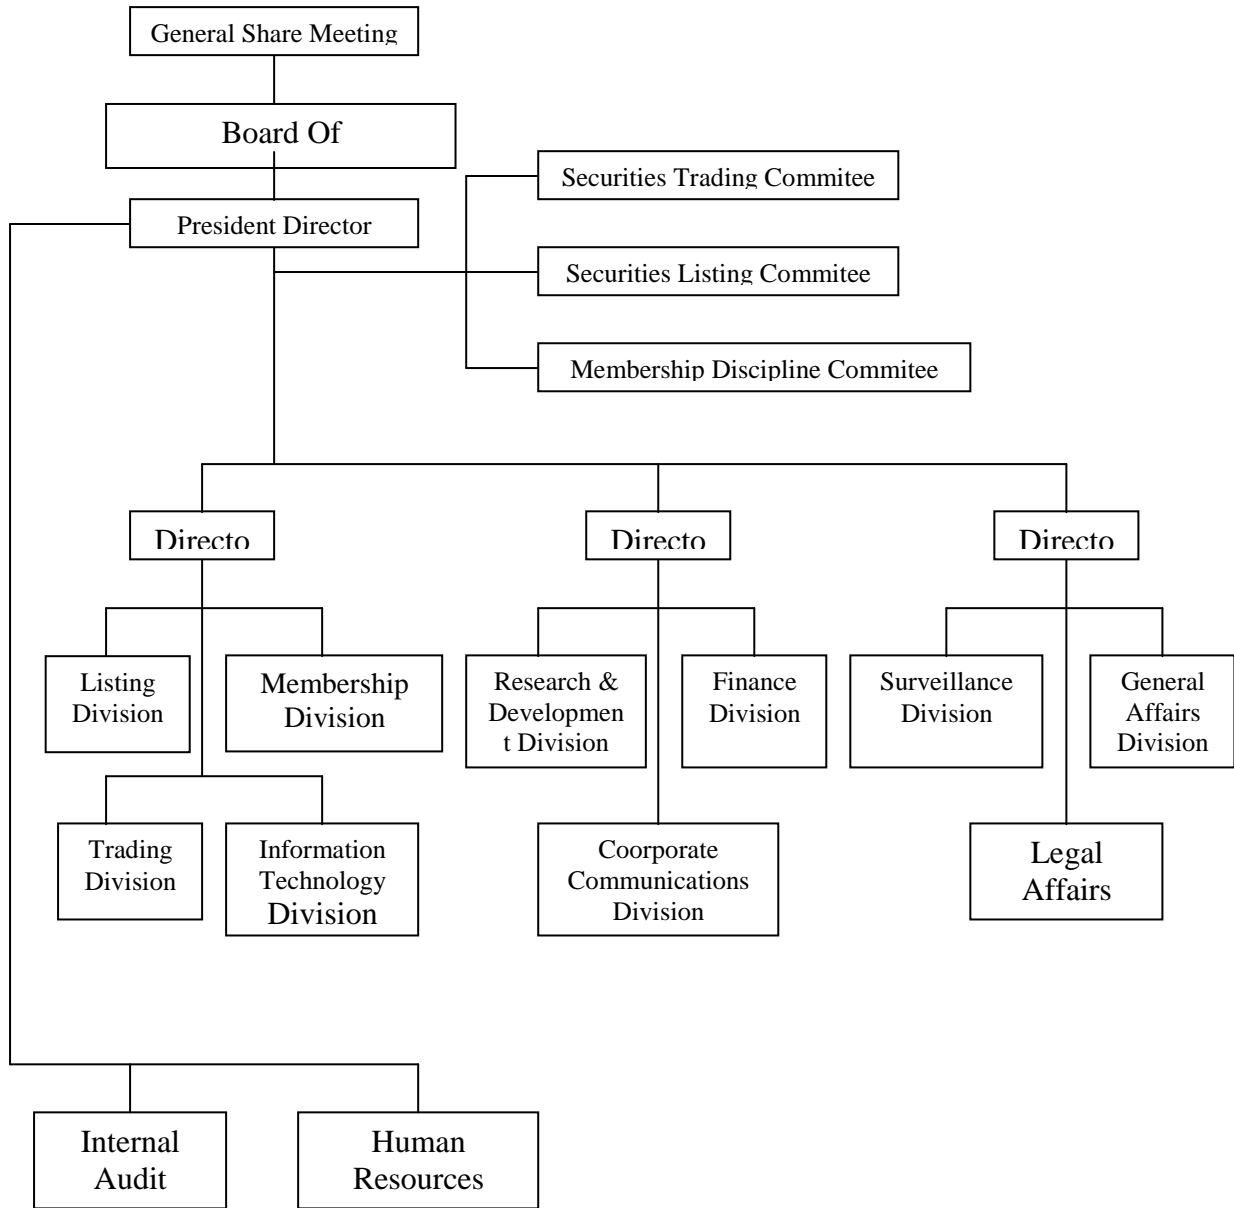 General Share Meeting
Board Of
President Director
Securities Trading Commitee
Securities Listing Commitee
Membership Discipline Commitee
Directo
Directo
Directo
Listing
Division
Membership
Division
Research &
Developmen
t Division
Finance
Division
Surveillance
Division
General
Affairs
Division
Trading
Division
Information
Technology
Division
Coorporate
Communications
Division
Legal
Affairs
Internal
Audit
Human
Resources